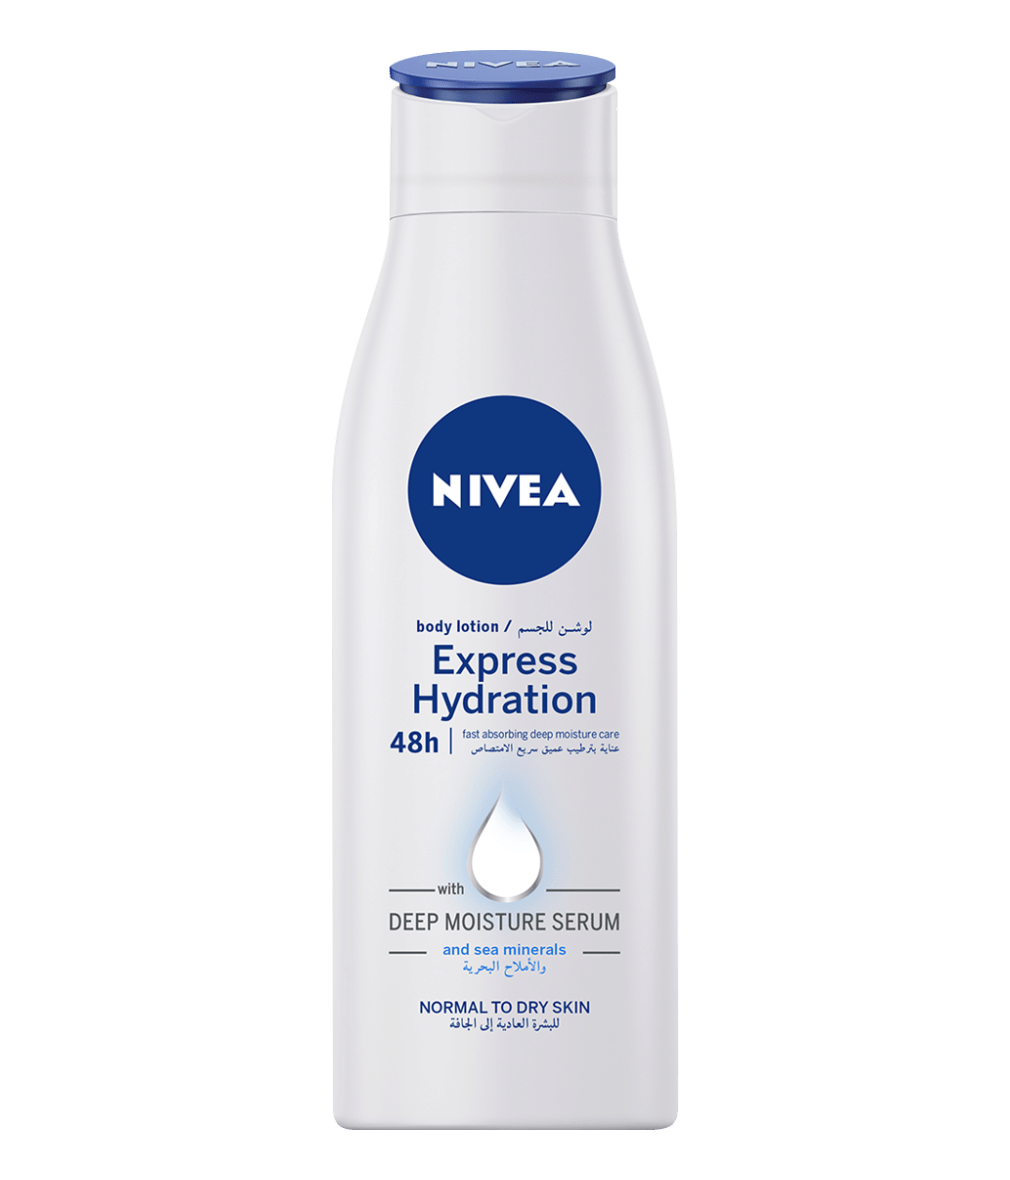 NIVEA
NIVEA
body lotion / لوشن للجسم
Express
Hydration
48h | fast absorbing deep moisture care
عناية بترطيب عميق سريع الامتصاص
with
DEEP MOISTURE SERUM
and sea minerals
والأملاح البحرية
NORMAL TO DRY SKIN
للبشرة العادية إلى الجافة